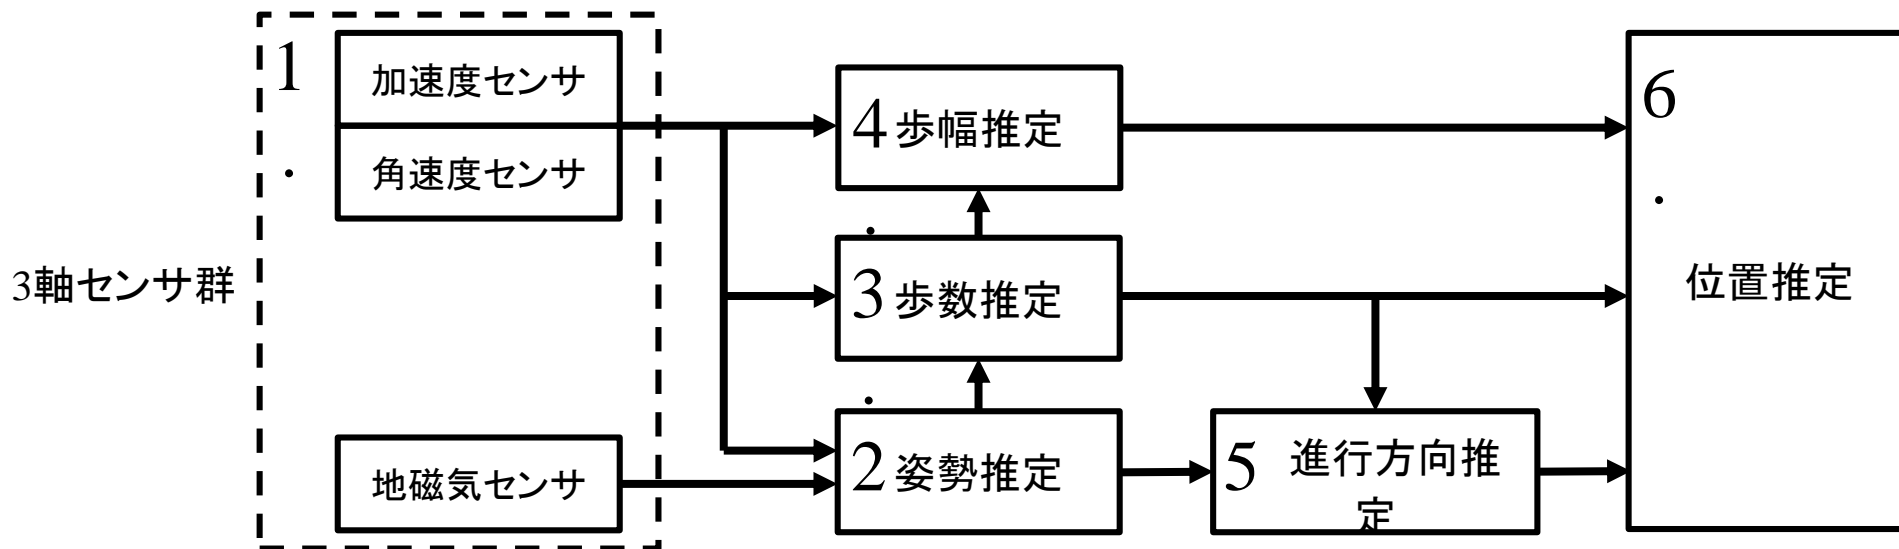 3軸センサ群
1
.
加速度センサ
角速度センサ
地磁気センサ
4 歩幅推定
.
3 歩数推定
.
2 姿勢推定
5 進行方向推
定
6
.
位置推定